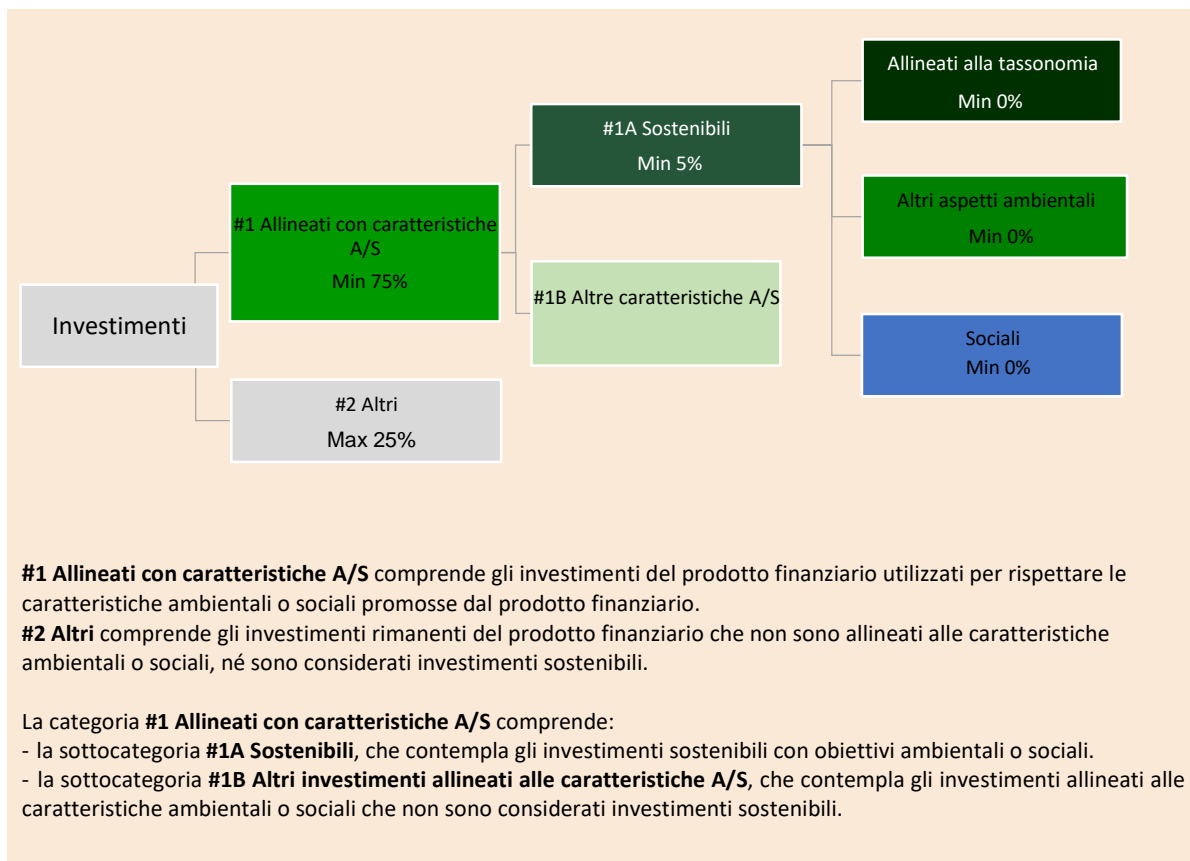 Allineati alla tassonomia
Min 0%
#1A Sostenibili
Min 5%
Altri aspetti ambientali
Min 0%
#1 Allineati con caratteristiche
A/S
Min 75%
#1B Altre caratteristiche A/S
Investimenti
Sociali
Min 0%
#2 Altri
Max 25%
#1 Allineati con caratteristiche A/S comprende gli investimenti del prodotto finanziario utilizzati per rispettare le
caratteristiche ambientali o sociali promosse dal prodotto finanziario.
#2 Altri comprende gli investimenti rimanenti del prodotto finanziario che non sono allineati alle caratteristiche
ambientali o sociali, né sono considerati investimenti sostenibili.
La categoria #1 Allineati con caratteristiche A/S comprende:
- la sottocategoria #1A Sostenibili, che contempla gli investimenti sostenibili con obiettivi ambientali o sociali.
- la sottocategoria #1B Altri investimenti allineati alle caratteristiche A/S, che contempla gli investimenti allineati alle
caratteristiche ambientali o sociali che non sono considerati investimenti sostenibili.